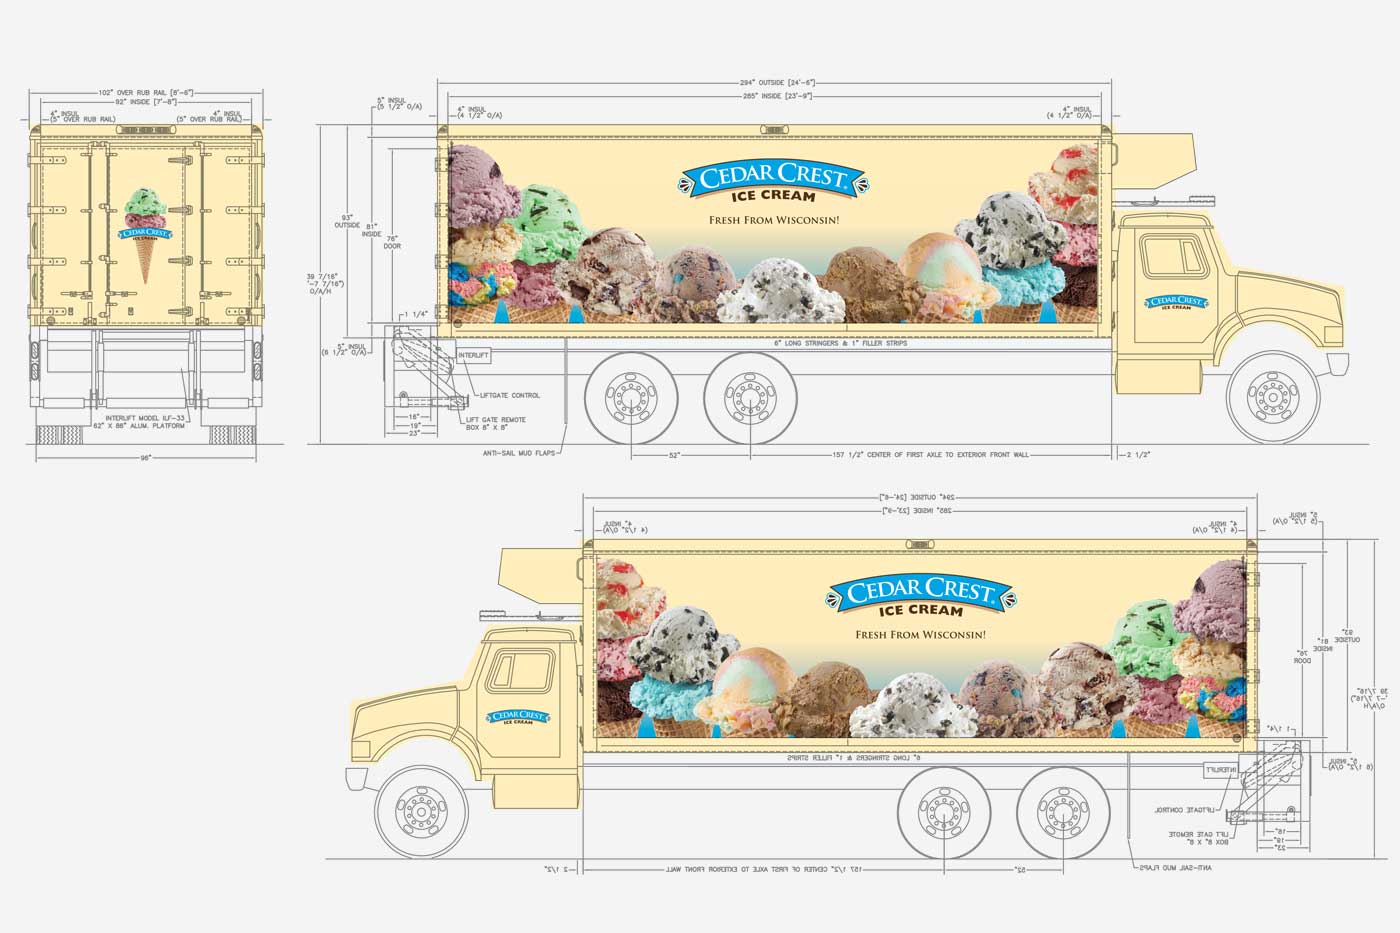 102" OVER RUB RAIL [8'-6"]
92" INSIDE [7'-8"]
4" INSUL
(5" OVER RUB RAIL)
4" INSUL
(5" OVER RUB RAIL)
CEDAR CREST®
ICE CREAM
INTERLIFT MODEL ILF-33
62" X 86" ALUM. PLATFORM
96"
294" OUTSIDE [24'-6"]
285" INSIDE [23'-9"]
5" INSUL
(5 1/2" O/A)
4" INSUL
(4 1/2" O/A)
4" INSUL
(4 1/2" O/A)
93"
OUTSIDE
81"
INSIDE
76"
DOOR
39 7/16"
'-7 7/16")
O/A/H
CEDAR CREST®
ICE CREAM
FRESH FROM WISCONSIN!
CEDAR CREST®
ICE CREAM
1 1/4"
5" INSUL
(6 1/2" O/A)
6" LONG STRINGERS & 1" FILLER STRIPS
INTERLIFT
LIFTGATE CONTROL
LIFT GATE REMOTE
BOX 8" X 8"
16"
19"
23"
ANTI-SAIL MUD FLAPS
52"
157 1/2" CENTER OF FIRST AXLE TO EXTERIOR FRONT WALL
2 1/2"
294" OUTSIDE [24'-6"]
285" INSIDE [23'-9"]
4" INSUL
(4 1/2" O/A)
4" INSUL
(4 1/2" O/A)
5" INSUL
(5 1/2" O/A)
CEDAR CREST®
ICE CREAM
FRESH FROM WISCONSIN!
CEDAR CREST®
ICE CREAM
93"
OUTSIDE
81"
INSIDE
76"
DOOR
39 7/16"
'-7 7/16")
O/A/H
1 1/4"
5" INSUL
(6 1/2" O/A)
6" LONG STRINGERS & 1" FILLER STRIPS
INTERLIFT
LIFTGATE CONTROL
LIFT GATE REMOTE
BOX 8" X 8"
16"
19"
23"
ANTI-SAIL MUD FLAPS
52"
157 1/2" CENTER OF FIRST AXLE TO EXTERIOR FRONT WALL
2 1/2"